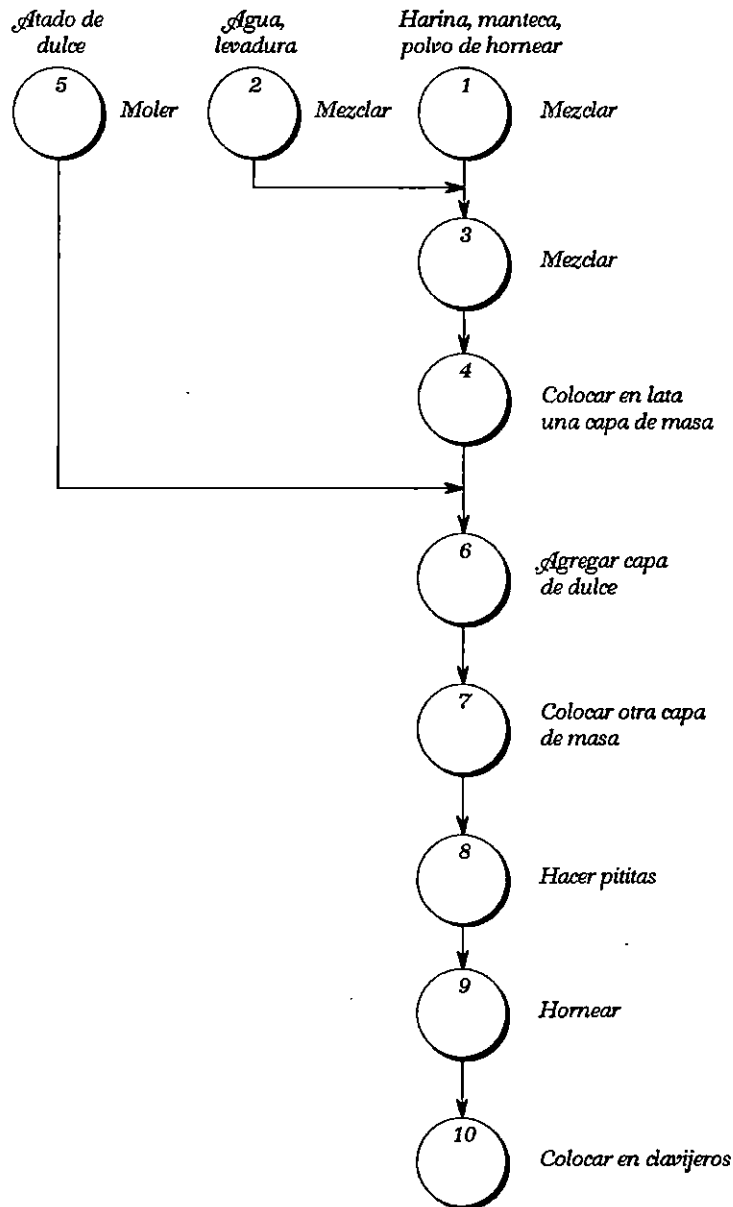 Atado de
dulce
Agua,
levadura
Harina, manteca,
polvo de hornear
5
Moler
2
Mezclar
1
Mezclar
3
Mezclar
4
Colocar en lata
una capa de masa
6
Agregar capa
de dulce
7
Colocar otra capa
de masa
8
Hacer pititas
9
Hornear
10
Colocar en clavijeros